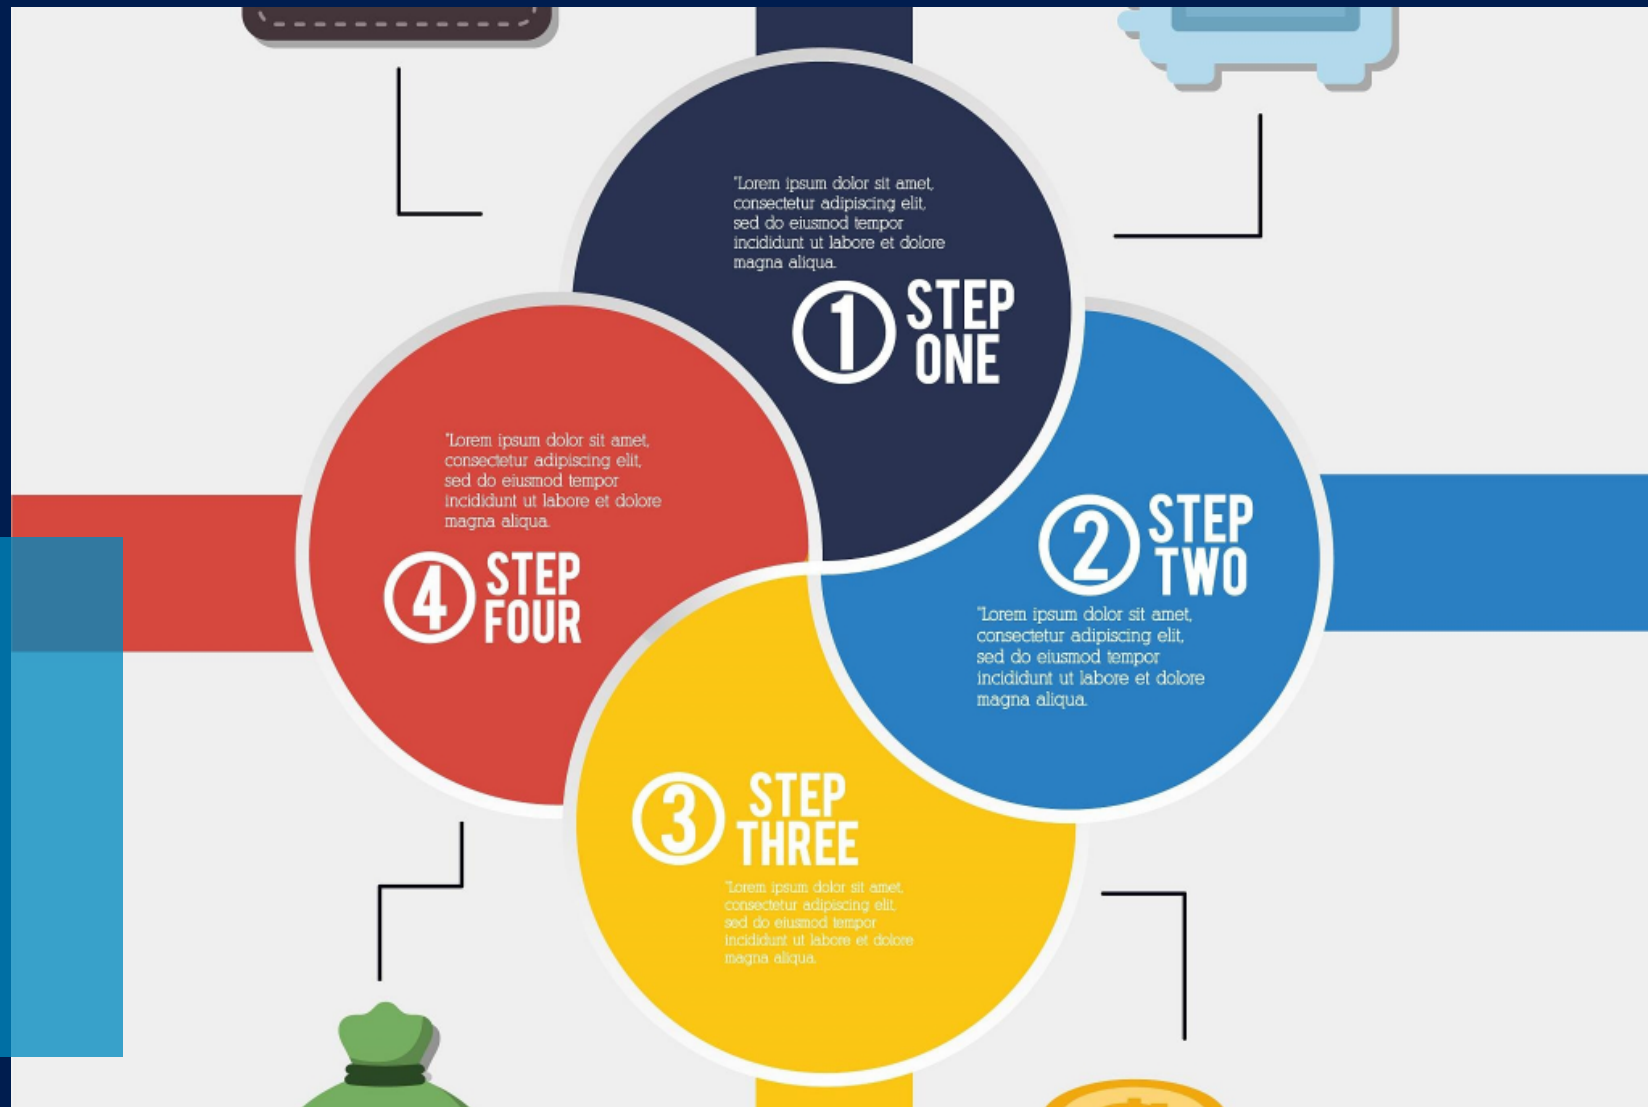 "Lorem ipsum dolor sit amet,
consectetur adipiscing elit,
sed do eiusmod tempor
incididunt ut labore et dolore
magna aliqua.
1 STEP
ONE
2 STEP
TWO
"Lorem ipsum dolor sit amet,
consectetur adipiscing elit,
sed do eiusmod tempor
incididunt ut labore et dolore
magna aliqua.
3 STEP
THREE
"Lorem ipsum dolor sit amet,
consectetur adipiscing elit,
sed do eiusmod tempor
incididunt ut labore et dolore
magna aliqua.
"Lorem ipsum dolor sit amet,
consectetur adipiscing elit,
sed do eiusmod tempor
incididunt ut labore et dolore
magna aliqua.
4 STEP
FOUR